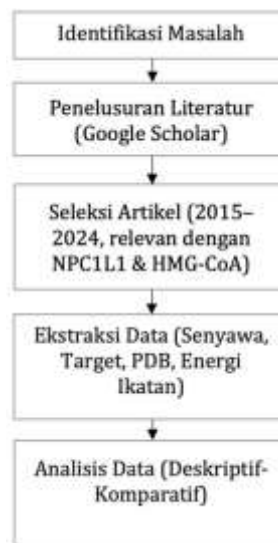 Identifikasi Masalah
Penelusuran Literatur
(Google Scholar)
Seleksi Artikel (2015–
2024, relevan dengan
NPC1L1 & HMG-CoA)
Ekstraksi Data (Senyawa,
Target, PDB, Energi
Ikatan)
Analisis Data (Deskriptif-
Komparatif)